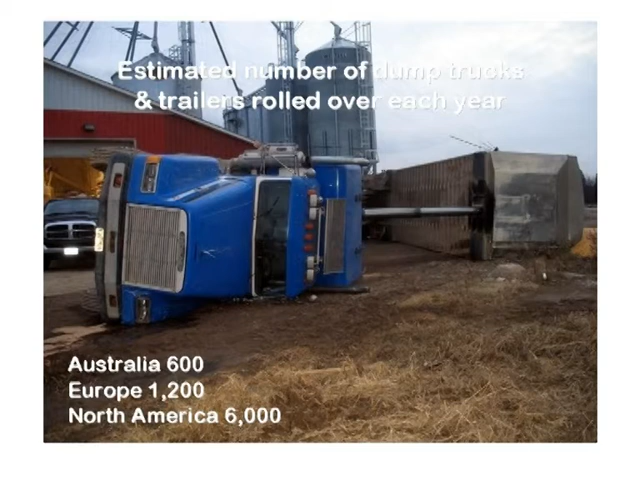 Estimated number of dump trucks
& trailers rolled over each year
Australia 600
Europe 1,200
North America 6,000